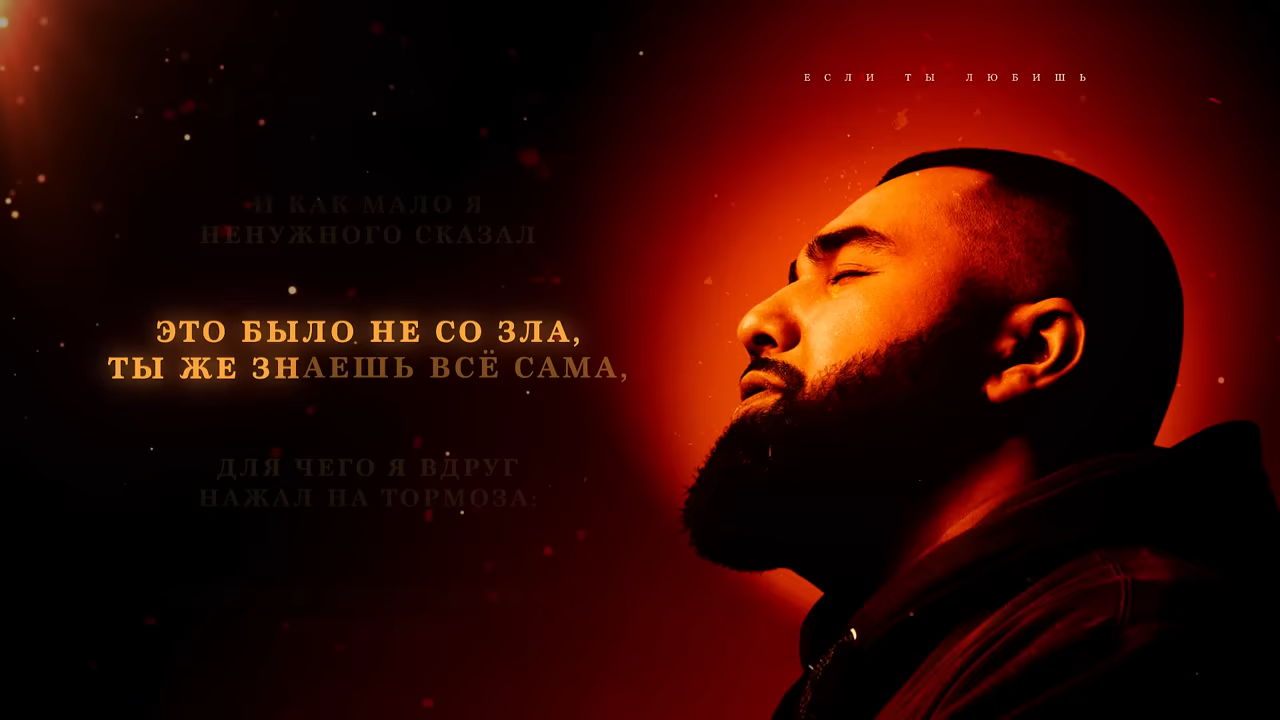 ЕСЛИ ТЫ ЛЮБИШЬ
И КАК МАЛО Я
НЕНУЖНОГО СКАЗАЛ
ЭТО БЫЛО НЕ СО ЗЛА,
ТЫ ЖЕ ЗНАЕШЬ ВСЁ САМА,
ДЛЯ ЧЕГО Я ВДРУГ
НАЖАЛ НА ТОРМОЗА: